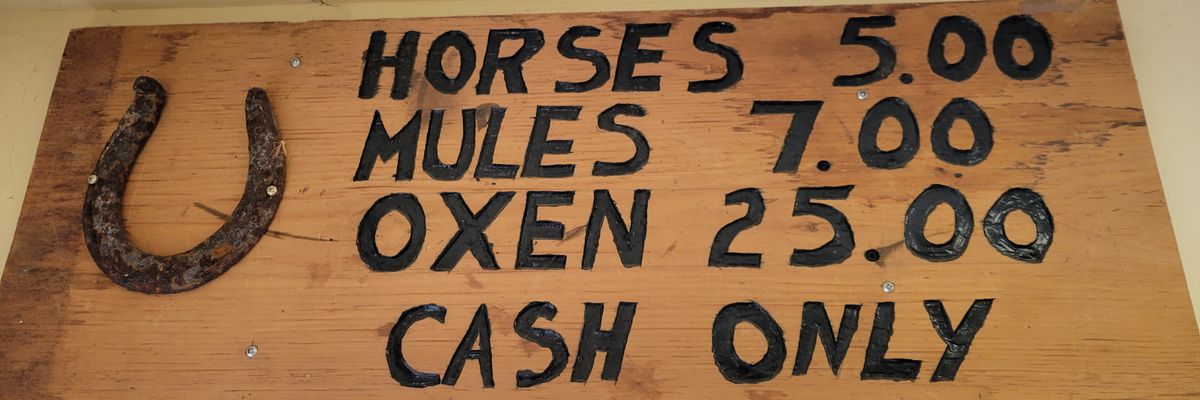 HORSES 5.00
MULES 7.00
OXEN 25.00
CASH ONLY